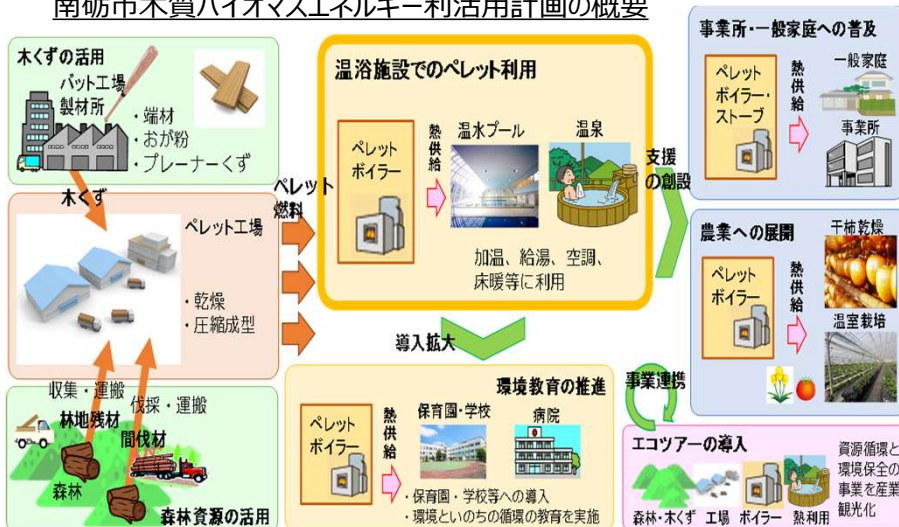 南砺市木質バイオマスエネルギー利活用計画の概要
木くずの活用
バット工場
製材所
・端材
・おが粉
・プレーナーくず
木くず
ペレット工場
・乾燥
・圧縮成型
収集・運搬
林地残材
伐採・運搬
間伐材
森林
森林資源の活用
ペレット
燃料
温浴施設でのペレット利用
ペレット
ボイラー
熱供給
温水プール
温泉
加温、給湯、空調、
床暖等に利用
支援
の創設
導入拡大
環境教育の推進
ペレット
ボイラー
熱供給
保育園・学校
病院
・保育園・学校等への導入
・環境といのちの循環の教育を実施
事業所・一般家庭への普及
ペレット
ボイラー・
ストーブ
熱供給
一般家庭
事業所
農業への展開
ペレット
ボイラー
熱供給
干柿乾燥
温室栽培
事業連携
エコツアーの導入
森林・木くず
工場
ボイラー
熱利用
資源循環と
環境保全の
事業を産業
観光化